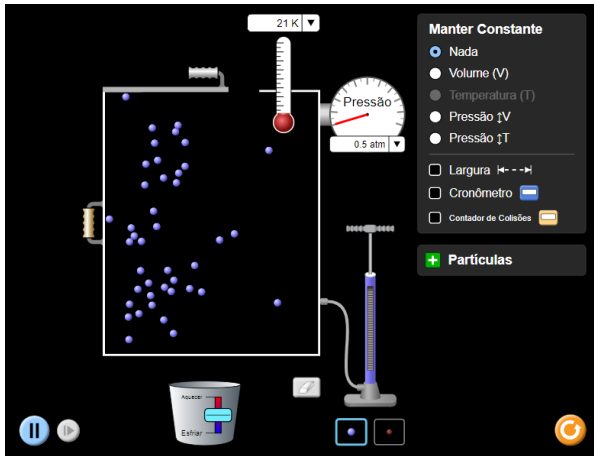 21 K
Manter Constante
Nada
Volume (V)
Temperatura (T)
Pressão ↕V
Pressão ↕T
Largura
Cronômetro
Contador de Colisões
Partículas
Pressão
0.5 atm
Aquecer
Esfriar